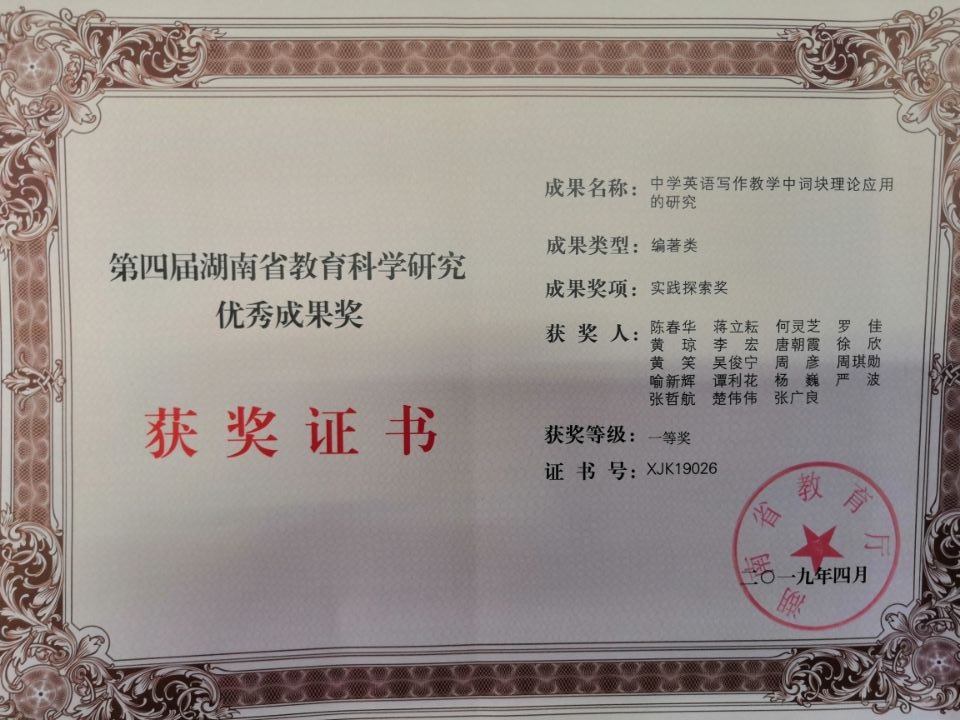 第四届湖南省教育科学研究
优秀成果奖
获奖证书
成果名称：中学英语写作教学中词块理论应用
的研究
成果类型：编著类
成果奖项：实践探索奖
获奖人：陈春华 蒋立耘 何灵芝 罗佳
黄琼 李宏 唐朝霞 徐欣
黄笑 吴俊宁 周彦 周琪勋
喻新辉 谭利花 杨巍 严波
张哲航 楚伟伟 张广良
获奖等级：一等奖
证书号：XJK19026
湖南省教育厅
二〇一九年四月